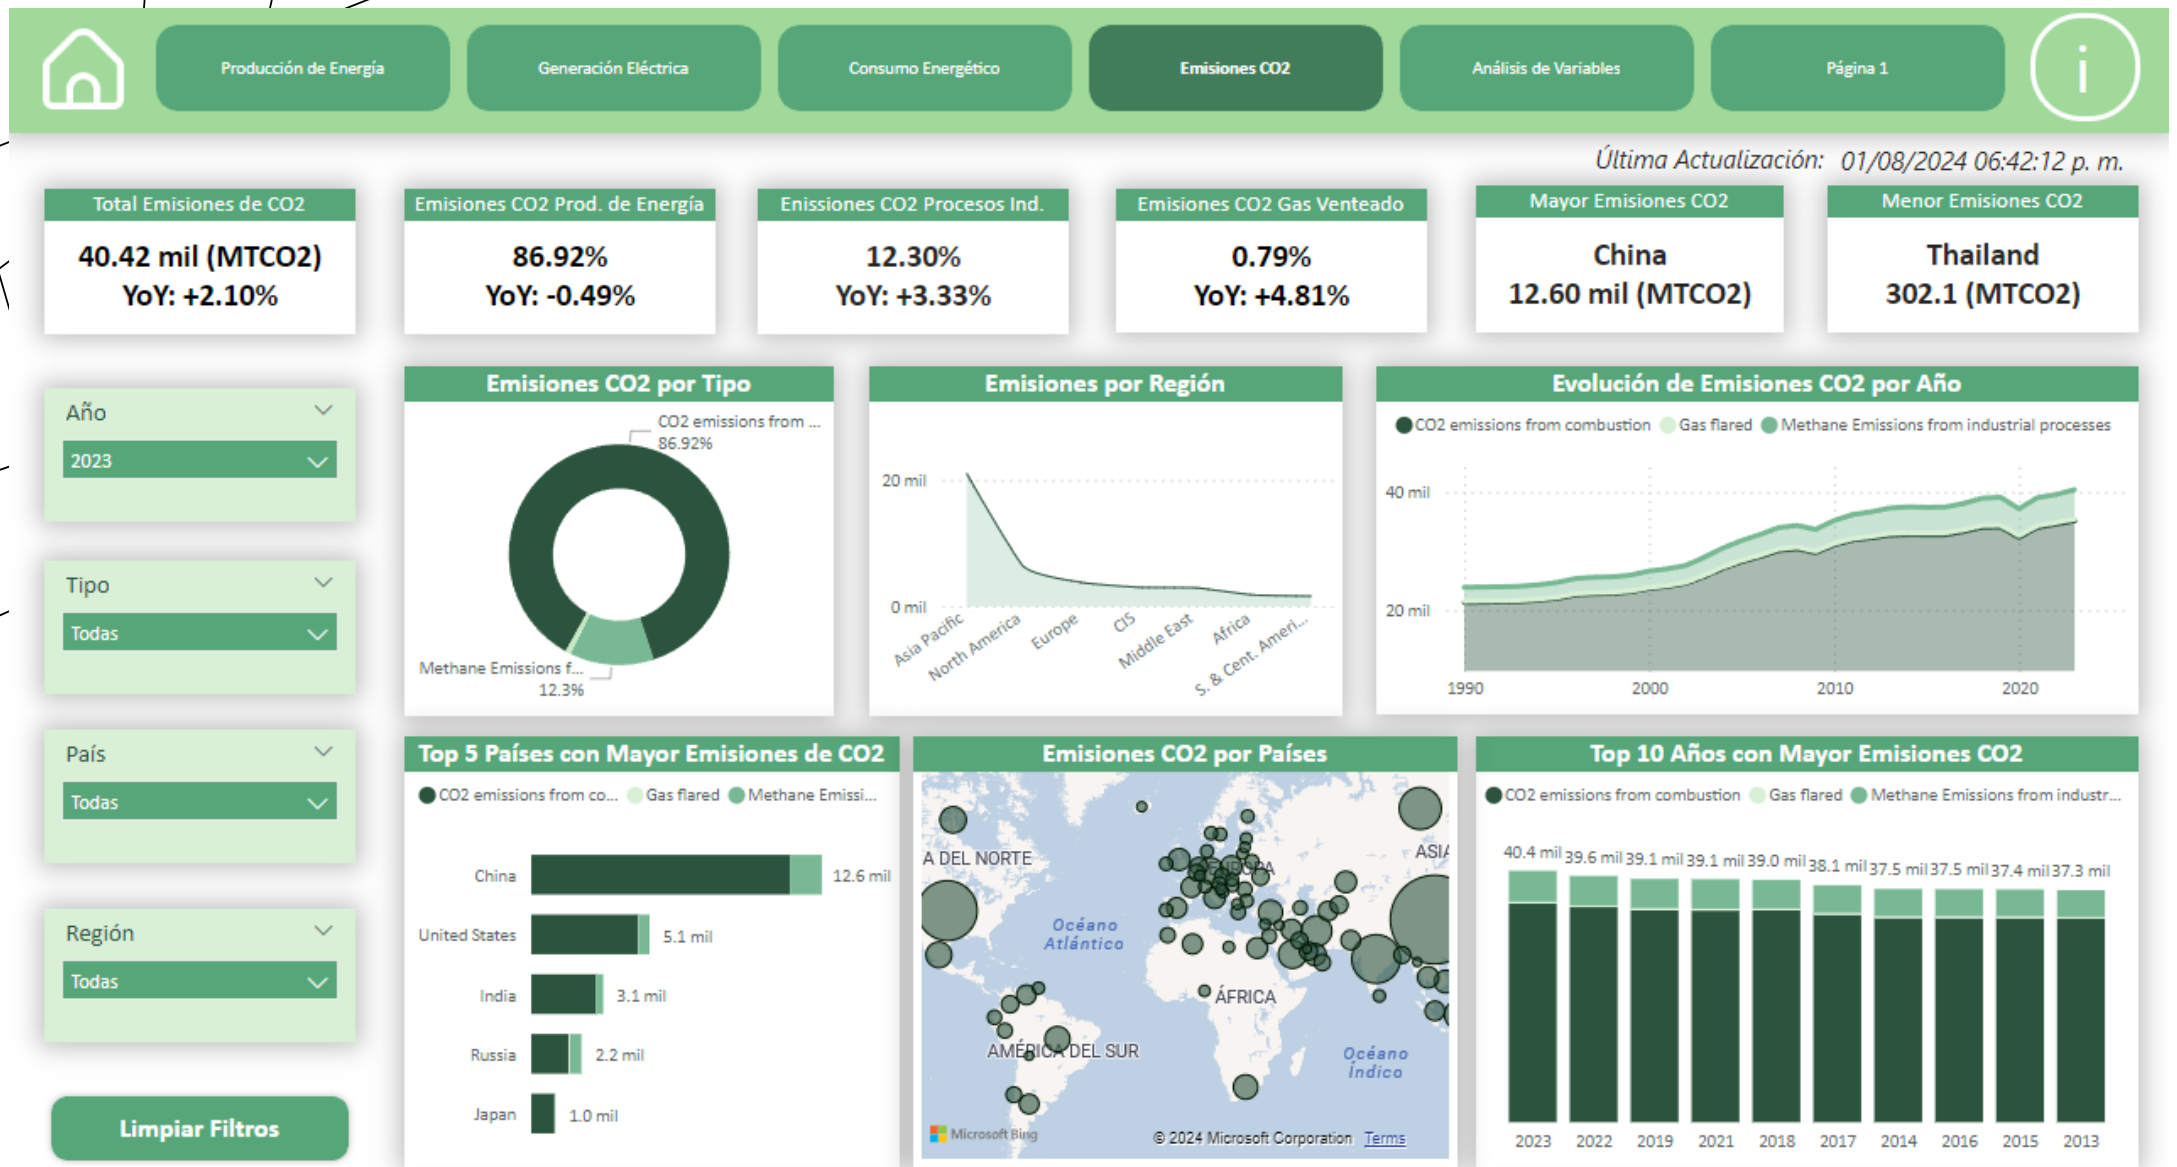 Producción de Energía
Generación Eléctrica
Consumo Energético
Emisiones CO2
Análisis de Variables
Página 1
i
Última Actualización: 01/08/2024 06:42:12 p. m.
Total Emisiones de CO2
40.42 mil (MTCO2)
YoY: +2.10%
Emisiones CO2 Prod. de Energía
86.92%
YoY: -0.49%
Enissiones CO2 Procesos Ind.
12.30%
YoY: +3.33%
Emisiones CO2 Gas Venteado
0.79%
YoY: +4.81%
Mayor Emisiones CO2
China
12.60 mil (MTCO2)
Menor Emisiones CO2
Thailand
302.1 (MTCO2)
Año
2023
Tipo
Todas
País
Todas
Región
Todas
Limpiar Filtros
Emisiones CO2 por Tipo
CO2 emissions from ...
86.92%
Methane Emissions f...
12.3%
Emisiones por Región
20 mil
0 mil
Asia Pacific
North America
Europe
CIS
Middle East
Africa
S. & Cent. Ameri...
Evolución de Emisiones CO2 por Año
CO2 emissions from combustion Gas flared Methane Emissions from industrial processes
40 mil
20 mil
1990 2000 2010 2020
Top 5 Países con Mayor Emisiones de CO2
CO2 emissions from co... Gas flared Methane Emissi...
China 12.6 mil
United States 5.1 mil
India 3.1 mil
Russia 2.2 mil
Japan 1.0 mil
Emisiones CO2 por Países
A DEL NORTE
EUROPA
ASIA
Océano
Atlántico
ÁFRICA
AMÉRICA DEL SUR
Océano
Índico
Microsoft Bing
© 2024 Microsoft Corporation Terms
Top 10 Años con Mayor Emisiones CO2
CO2 emissions from combustion Gas flared Methane Emissions from industr...
40.4 mil 39.6 mil 39.1 mil 39.1 mil 39.0 mil 38.1 mil 37.5 mil 37.5 mil 37.4 mil 37.3 mil
2023 2022 2019 2021 2018 2017 2014 2016 2015 2013